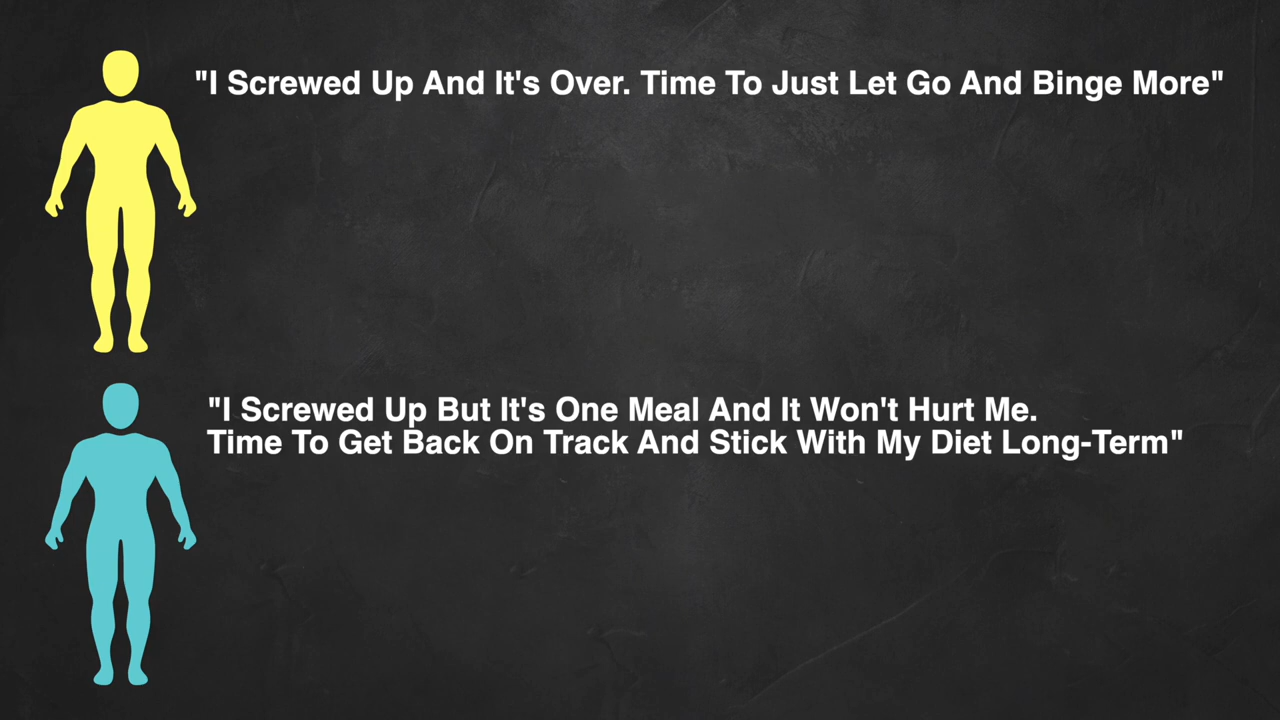 "I Screwed Up And It's Over. Time To Just Let Go And Binge More"
"I Screwed Up But It's One Meal And It Won't Hurt Me.
Time To Get Back On Track And Stick With My Diet Long-Term"